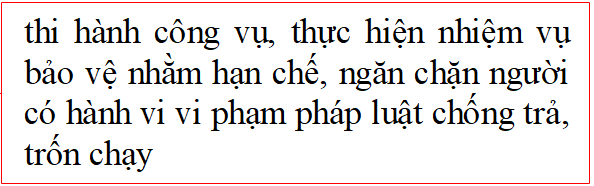 thi hành công vụ, thực hiện nhiệm vụ
bảo vệ nhằm hạn chế, ngăn chặn người
có hành vi vi phạm pháp luật chống trả,
trốn chạy